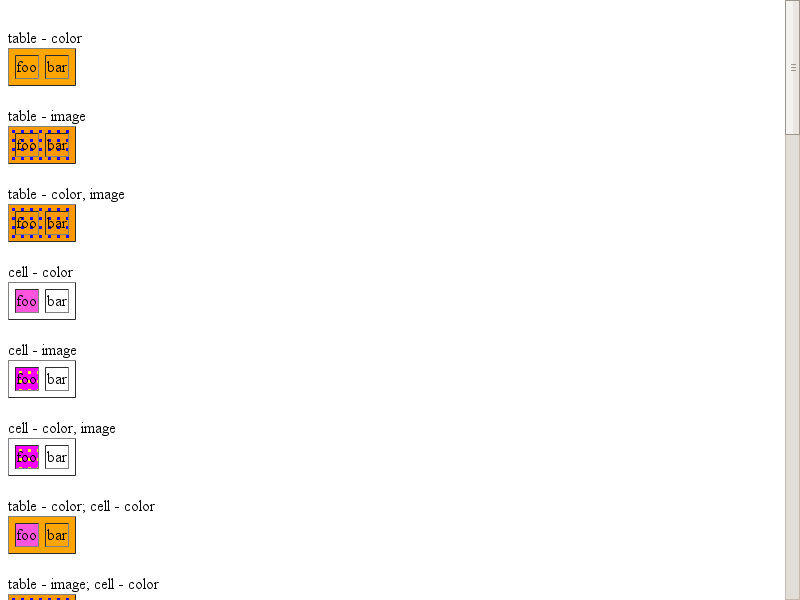 table - color
foo bar
table - image
foo bar
table - color, image
foo bar
cell - color
foo bar
cell - image
foo bar
cell - color, image
foo bar
table - color; cell - color
foo bar
table - image; cell - color